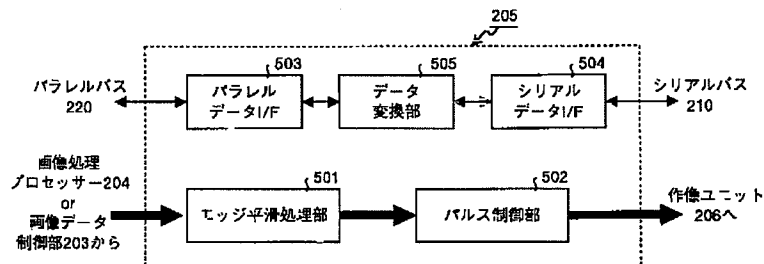 205
503
505
504
パラレルバス
220
パラレル
データI/F
データ
変換部
シリアル
データI/F
シリアルバス
210
画像処理
プロセッサー204
or
画像データ
制御部203から
501
エッジ平滑処理部
502
パルス制御部
作像ユニット
206へ